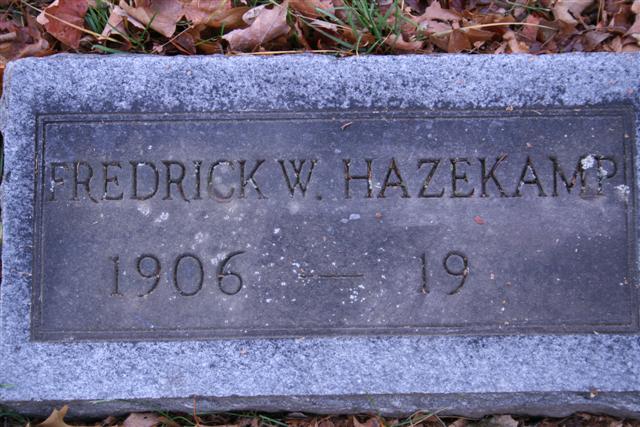 FREDRICK W. HAZEKAMP
1906 — 19